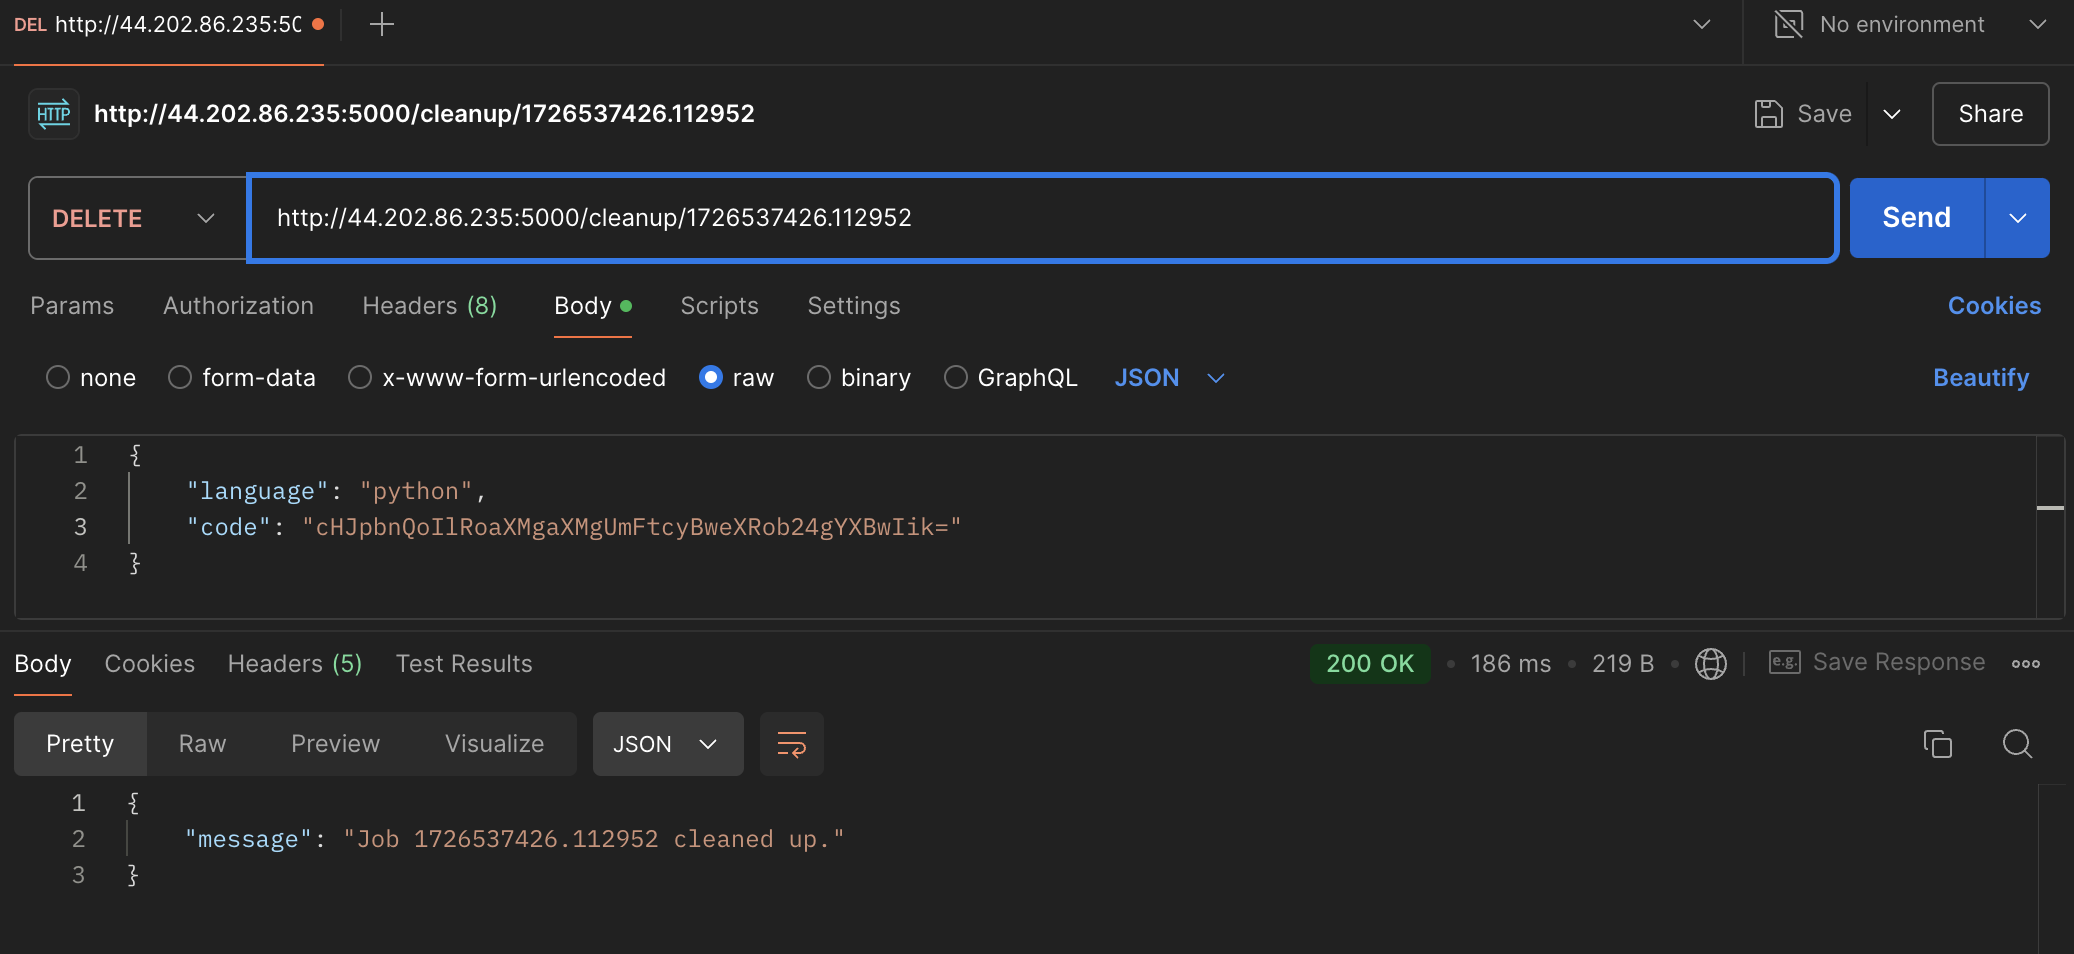 DEL http://44.202.86.235:50
No environment
HTTP http://44.202.86.235:5000/cleanup/1726537426.112952
Save
Share
DELETE
http://44.202.86.235:5000/cleanup/1726537426.112952
Send
Params Authorization Headers (8) Body Scripts Settings Cookies
none form-data x-www-form-urlencoded raw binary GraphQL JSON Beautify
1 {
2 "language": "python",
3 "code": "cHJpbnQoIlRoaXMgaXMgUmFtcyBweXRob24gYXBwIik="
4 }
Body Cookies Headers (5) Test Results 200 OK • 186 ms • 219 B • e.g. Save Response
Pretty Raw Preview Visualize JSON
1 {
2 "message": "Job 1726537426.112952 cleaned up."
3 }